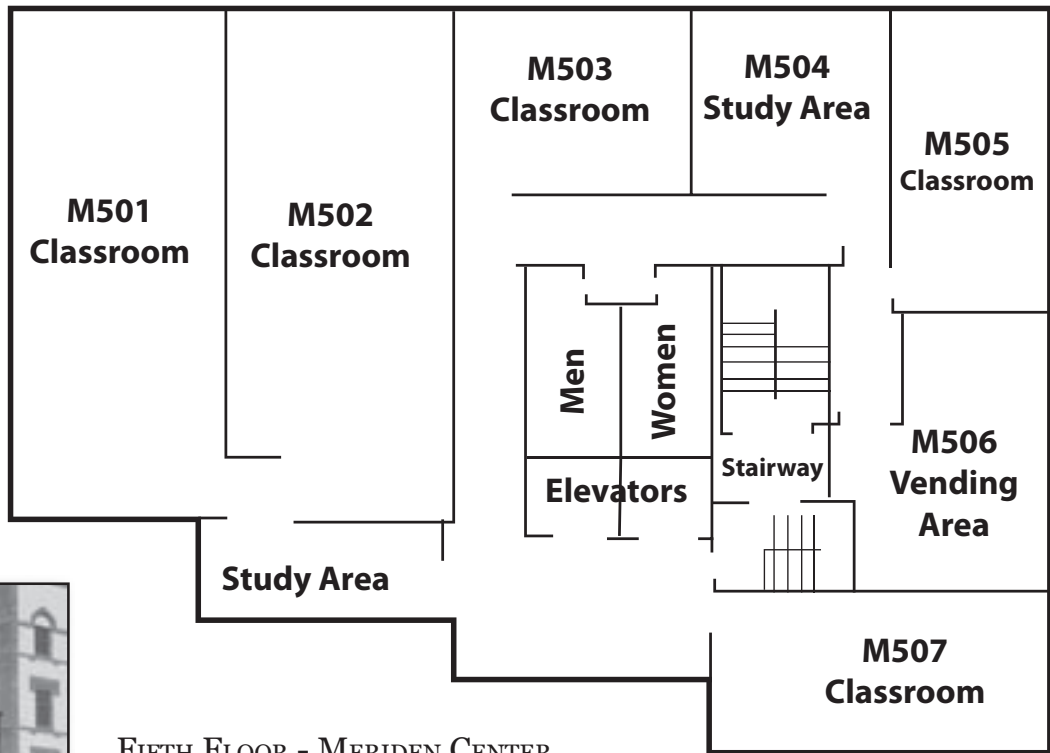 M503
Classroom
M504
Study Area
M505
Classroom
M501
Classroom
M502
Classroom
Men
Women
Stairway
Elevators
M506
Vending
Area
Study Area
M507
Classroom
FIFTH FLOOR - MERIDEN CENTER